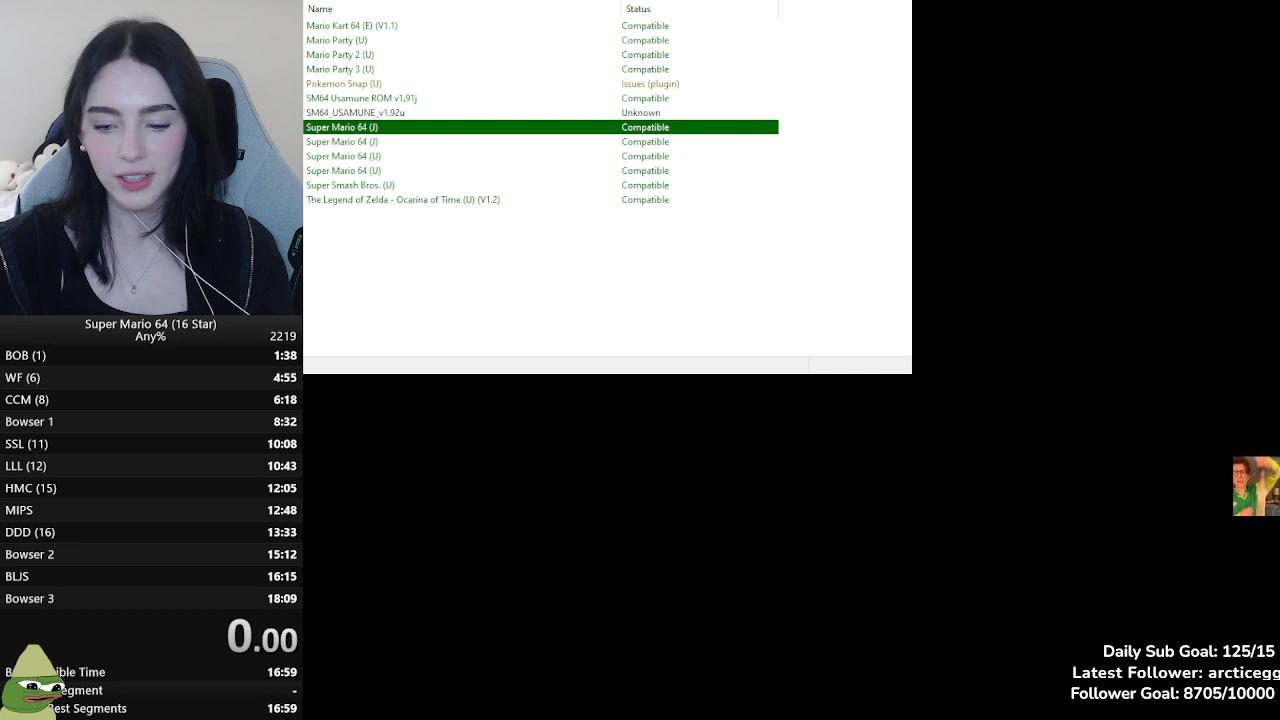 Name Status
Mario Kart 64 (E) (V1.1) Compatible
Mario Party (U) Compatible
Mario Party 2 (U) Compatible
Mario Party 3 (U) Compatible
Pokemon Snap (U) Issues (plugin)
SM64 Usamune ROM v1.91j Compatible
SM64_USAMUNE_v1.92u Unknown
Super Mario 64 (J) Compatible
Super Mario 64 (J) Compatible
Super Mario 64 (U) Compatible
Super Mario 64 (U) Compatible
Super Smash Bros. (U) Compatible
The Legend of Zelda - Ocarina of Time (U) (V1.2) Compatible
Super Mario 64 (16 Star)
Any% 2219
BOB (1) 1:38
WF (6) 4:55
CCM (8) 6:18
Bowser 1 8:32
SSL (11) 10:08
LLL (12) 10:43
HMC (15) 12:05
MIPS 12:48
DDD (16) 13:33
Bowser 2 15:12
BLJS 16:15
Bowser 3 18:09
0.00
ible Time 16:59
egment -
est Segments 16:59
Daily Sub Goal: 125/15
Latest Follower: arcticegg
Follower Goal: 8705/10000